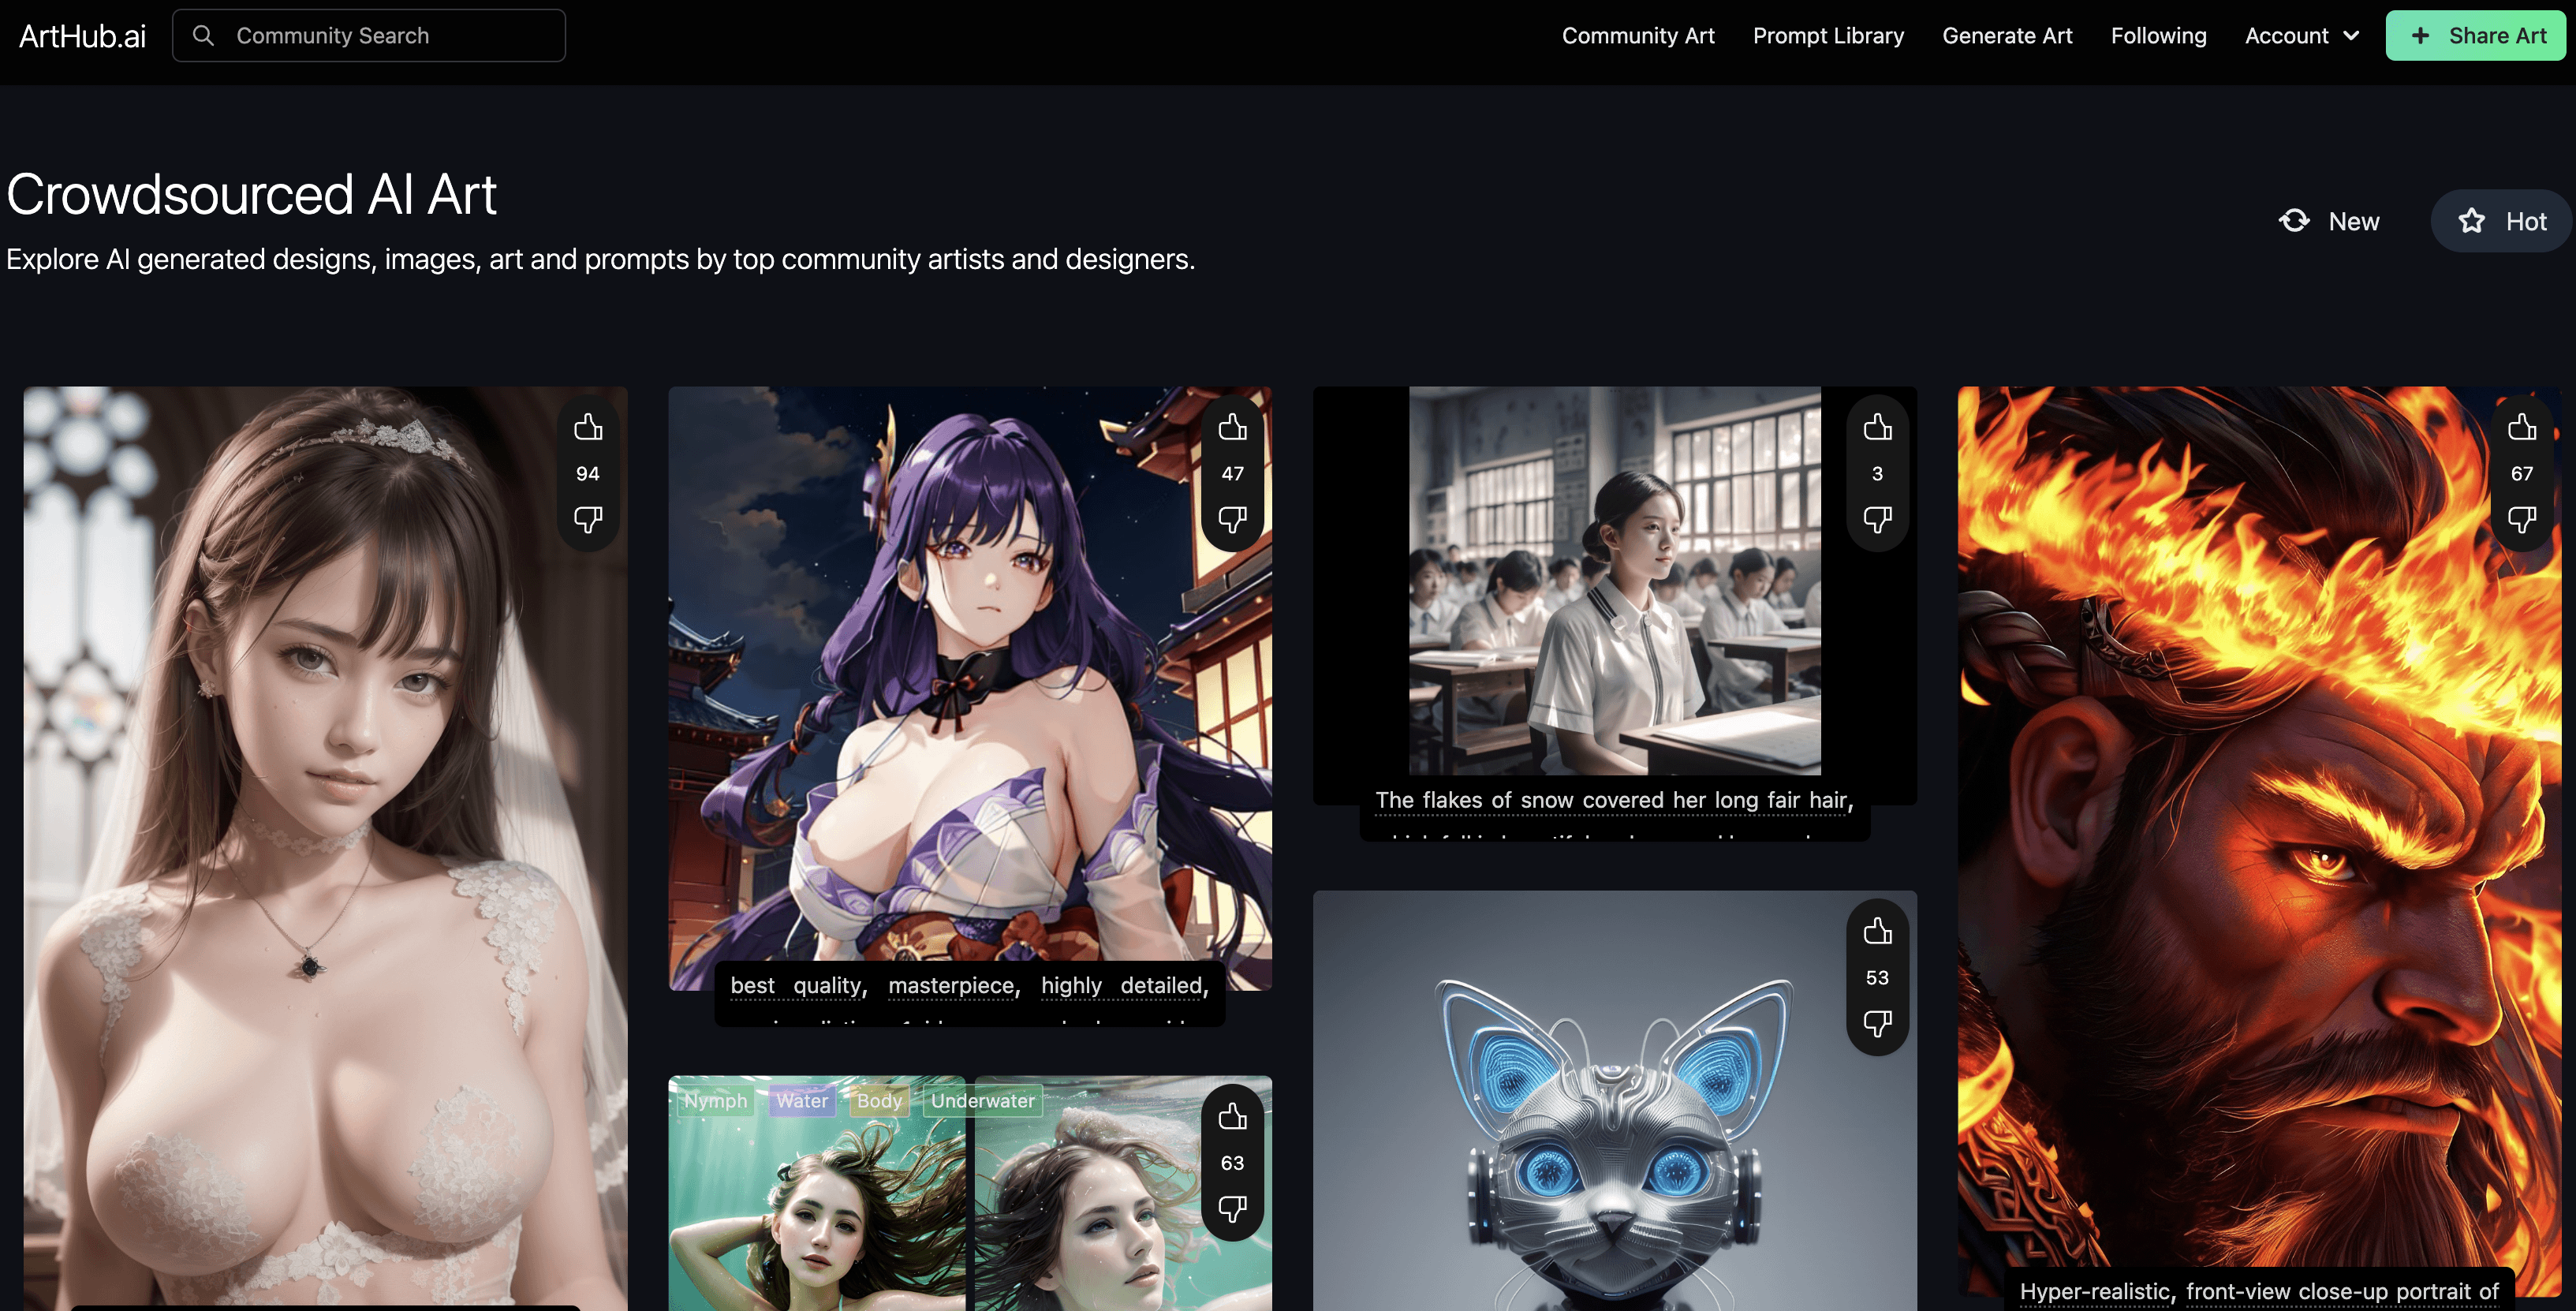 ArtHub.ai
Community Search
Community Art
Prompt Library
Generate Art
Following
Account
+ Share Art
Crowdsourced AI Art
Explore AI generated designs, images, art and prompts by top community artists and designers.
New
Hot
94
47
3
67
The flakes of snow covered her long fair hair,
53
best quality, masterpiece, highly detailed,
Nymph
Water
Body
Underwater
63
Hyper-realistic, front-view close-up portrait of